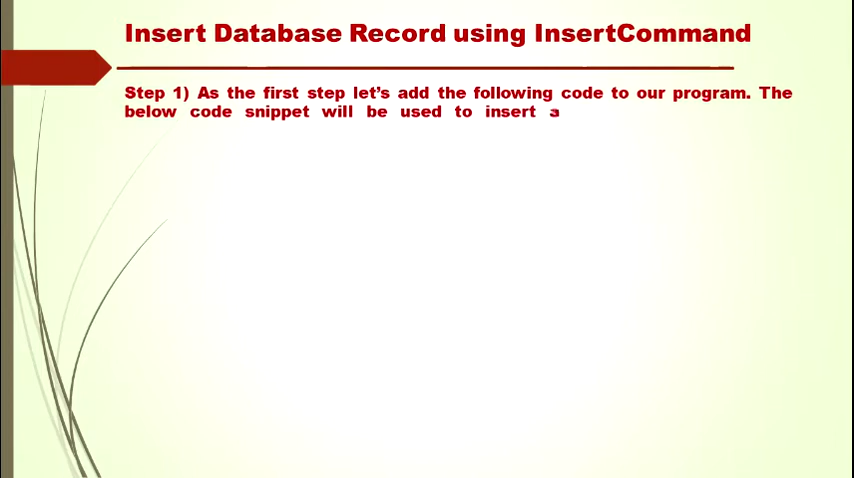 Insert Database Record using InsertCommand
Step 1) As the first step let’s add the following code to our program. The
below code snippet will be used to insert a